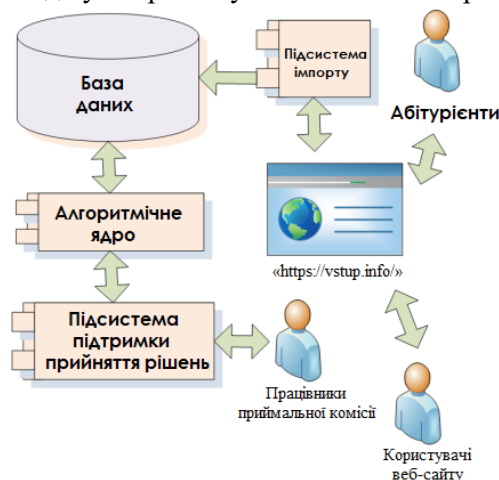 База
даних
Підсистема
імпорту
Абітурієнти
Алгоритмічне
ядро
«https://vstup.info/»
Підсистема
підтримки
прийняття рішень
Працівники
приймальної комісії
Користувачі
веб-сайту